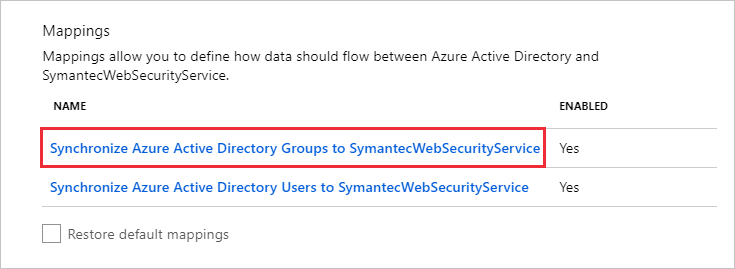 Mappings
Mappings allow you to define how data should flow between Azure Active Directory and
SymantecWebSecurityService.
NAME ENABLED
Synchronize Azure Active Directory Groups to SymantecWebSecurityService Yes
Synchronize Azure Active Directory Users to SymantecWebSecurityService Yes
Restore default mappings